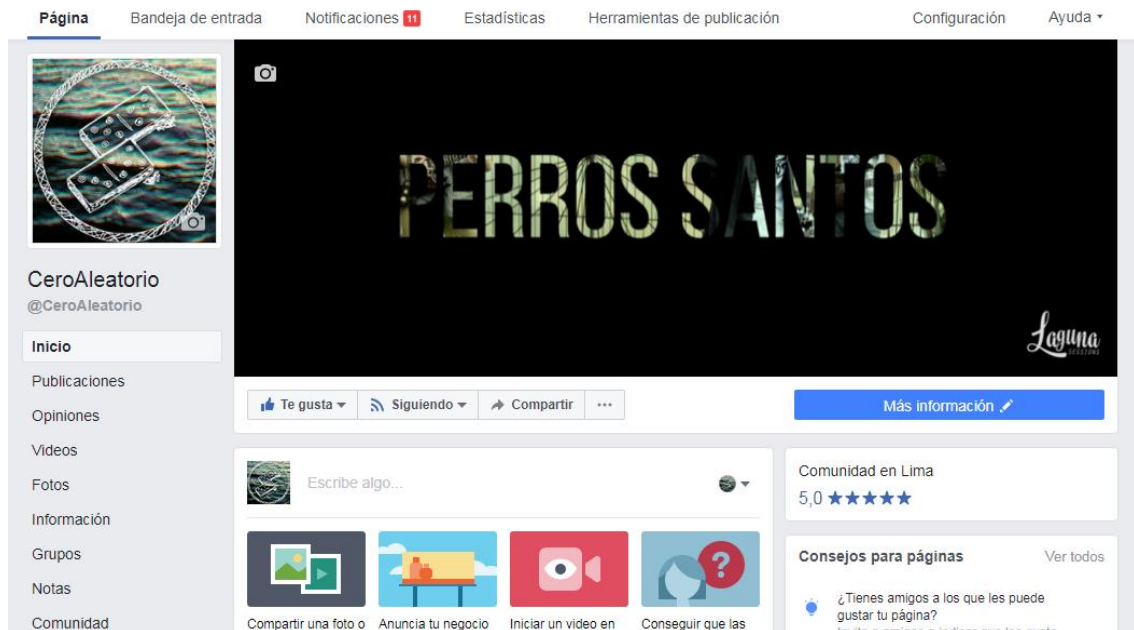 Página Bandeja de entrada Notificaciones 11 Estadísticas Herramientas de publicación Configuración Ayuda
PERROS SANTOS
Laguna
SESSIONS
CeroAleatorio
@CeroAleatorio
Inicio
Publicaciones
Opiniones
Videos
Fotos
Información
Grupos
Notas
Comunidad
Te gusta Siguiendo Compartir ...
Más información
Escribe algo...
Compartir una foto o
Anuncia tu negocio
Iniciar un video en
Conseguir que las
Comunidad en Lima
5,0 ★★★★★
Consejos para páginas Ver todos
¿Tienes amigos a los que les puede
gustar tu página?